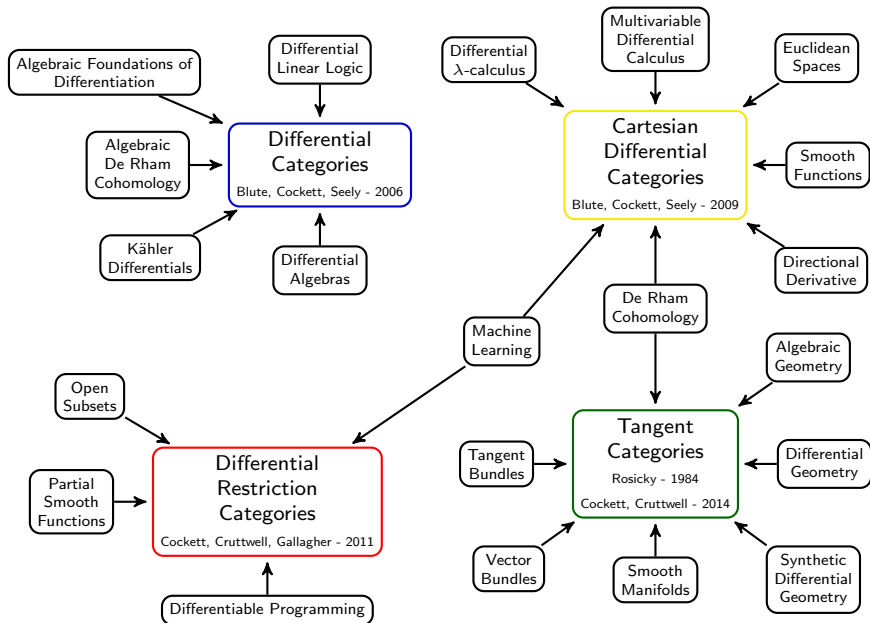 Algebraic Foundations of
Differentiation
Differential
Linear Logic
Differential
λ-calculus
Multivariable
Differential
Calculus
Euclidean
Spaces
Algebraic
De Rham
Cohomology
Differential
Categories
Blute, Cockett, Seely - 2006
Cartesian
Differential
Categories
Blute, Cockett, Seely - 2009
Smooth
Functions
Kähler
Differentials
Differential
Algebras
Directional
Derivative
Machine
Learning
De Rham
Cohomology
Algebraic
Geometry
Open
Subsets
Partial
Smooth
Functions
Differential
Restriction
Categories
Cockett, Cruttwell, Gallagher - 2011
Tangent
Bundles
Tangent
Categories
Rosicky - 1984
Cockett, Cruttwell - 2014
Differential
Geometry
Differentiable Programming
Vector
Bundles
Smooth
Manifolds
Synthetic
Differential
Geometry